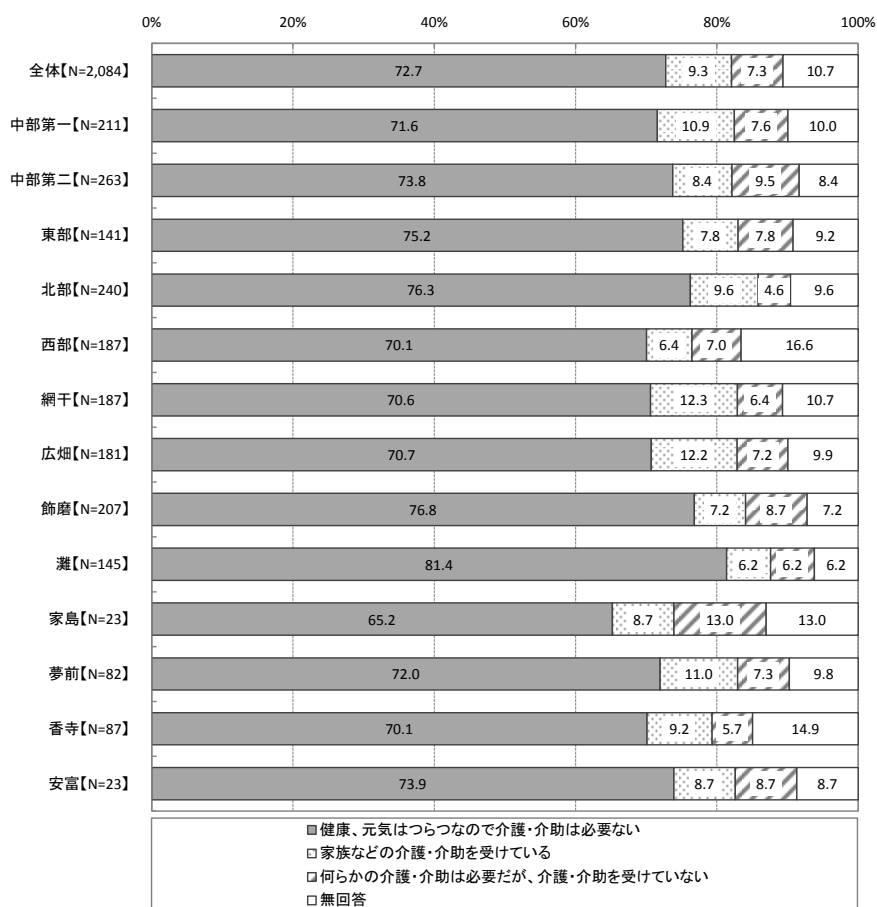 0% 20% 40% 60% 80% 100%
全体【N=2,084】 72.7 9.3 7.3 10.7
中部第一【N=211】 71.6 10.9 7.6 10.0
中部第二【N=263】 73.8 8.4 9.5 8.4
東部【N=141】 75.2 7.8 7.8 9.2
北部【N=240】 76.3 9.6 4.6 9.6
西部【N=187】 70.1 6.4 7.0 16.6
網干【N=187】 70.6 12.3 6.4 10.7
広畑【N=181】 70.7 12.2 7.2 9.9
飾磨【N=207】 76.8 7.2 8.7 7.2
灘【N=145】 81.4 6.2 6.2 6.2
家島【N=23】 65.2 8.7 13.0 13.0
夢前【N=82】 72.0 11.0 7.3 9.8
香寺【N=87】 70.1 9.2 5.7 14.9
安富【N=23】 73.9 8.7 8.7 8.7
健康、元気はつらつなので介護・介助は必要ない
家族などの介護・介助を受けている
何らかの介護・介助は必要だが、介護・介助を受けていない
無回答